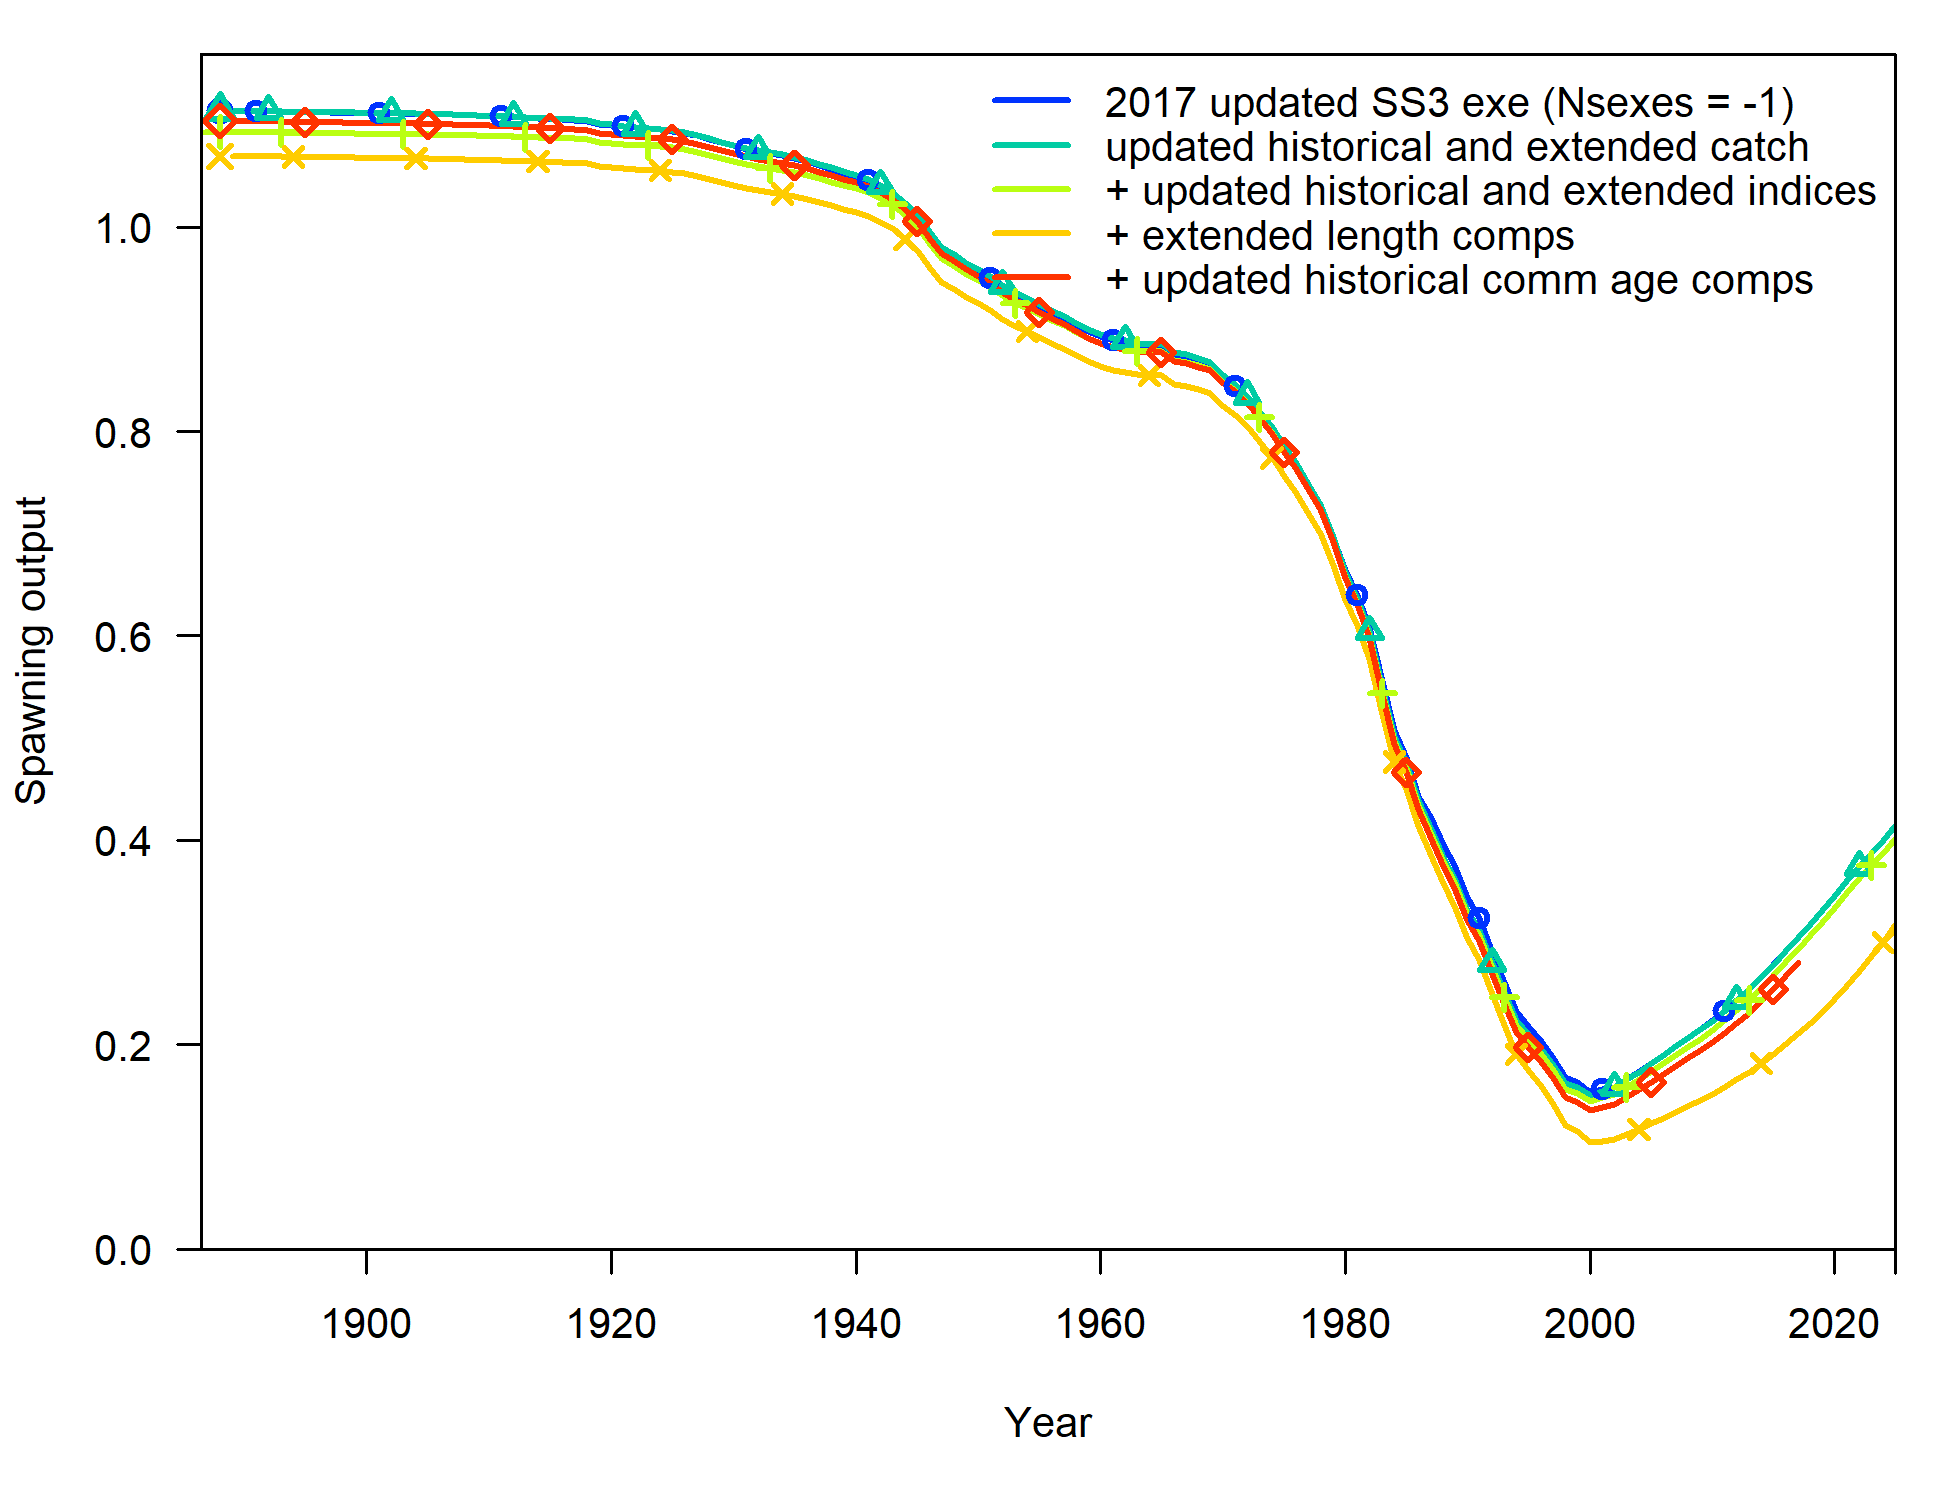 2017 updated SS3 exe (Nsexes = -1)
updated historical and extended catch
+ updated historical and extended indices
+ extended length comps
+ updated historical comm age comps
Spawning output
1.0
0.8
0.6
0.4
0.2
0.0
1900 1920 1940 1960 1980 2000 2020
Year